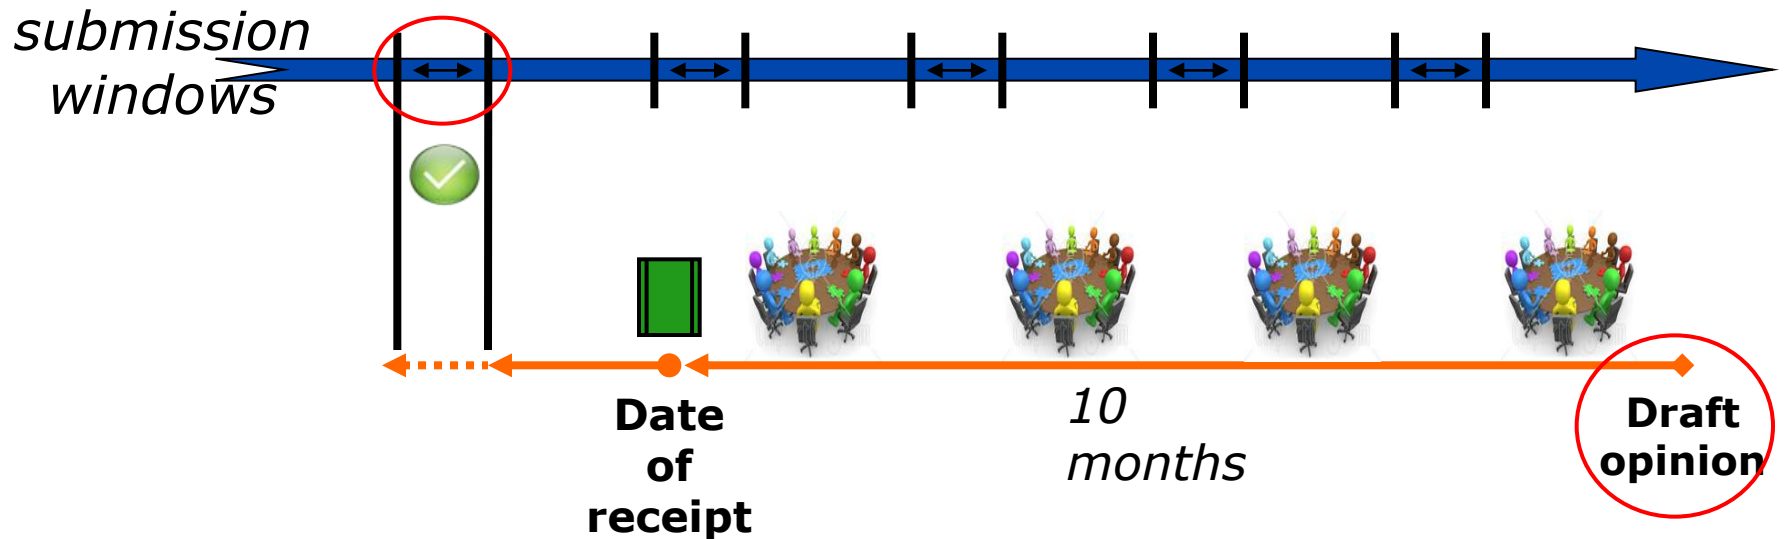 submission
windows
10
months
Date
of
receipt
Draft
opinion